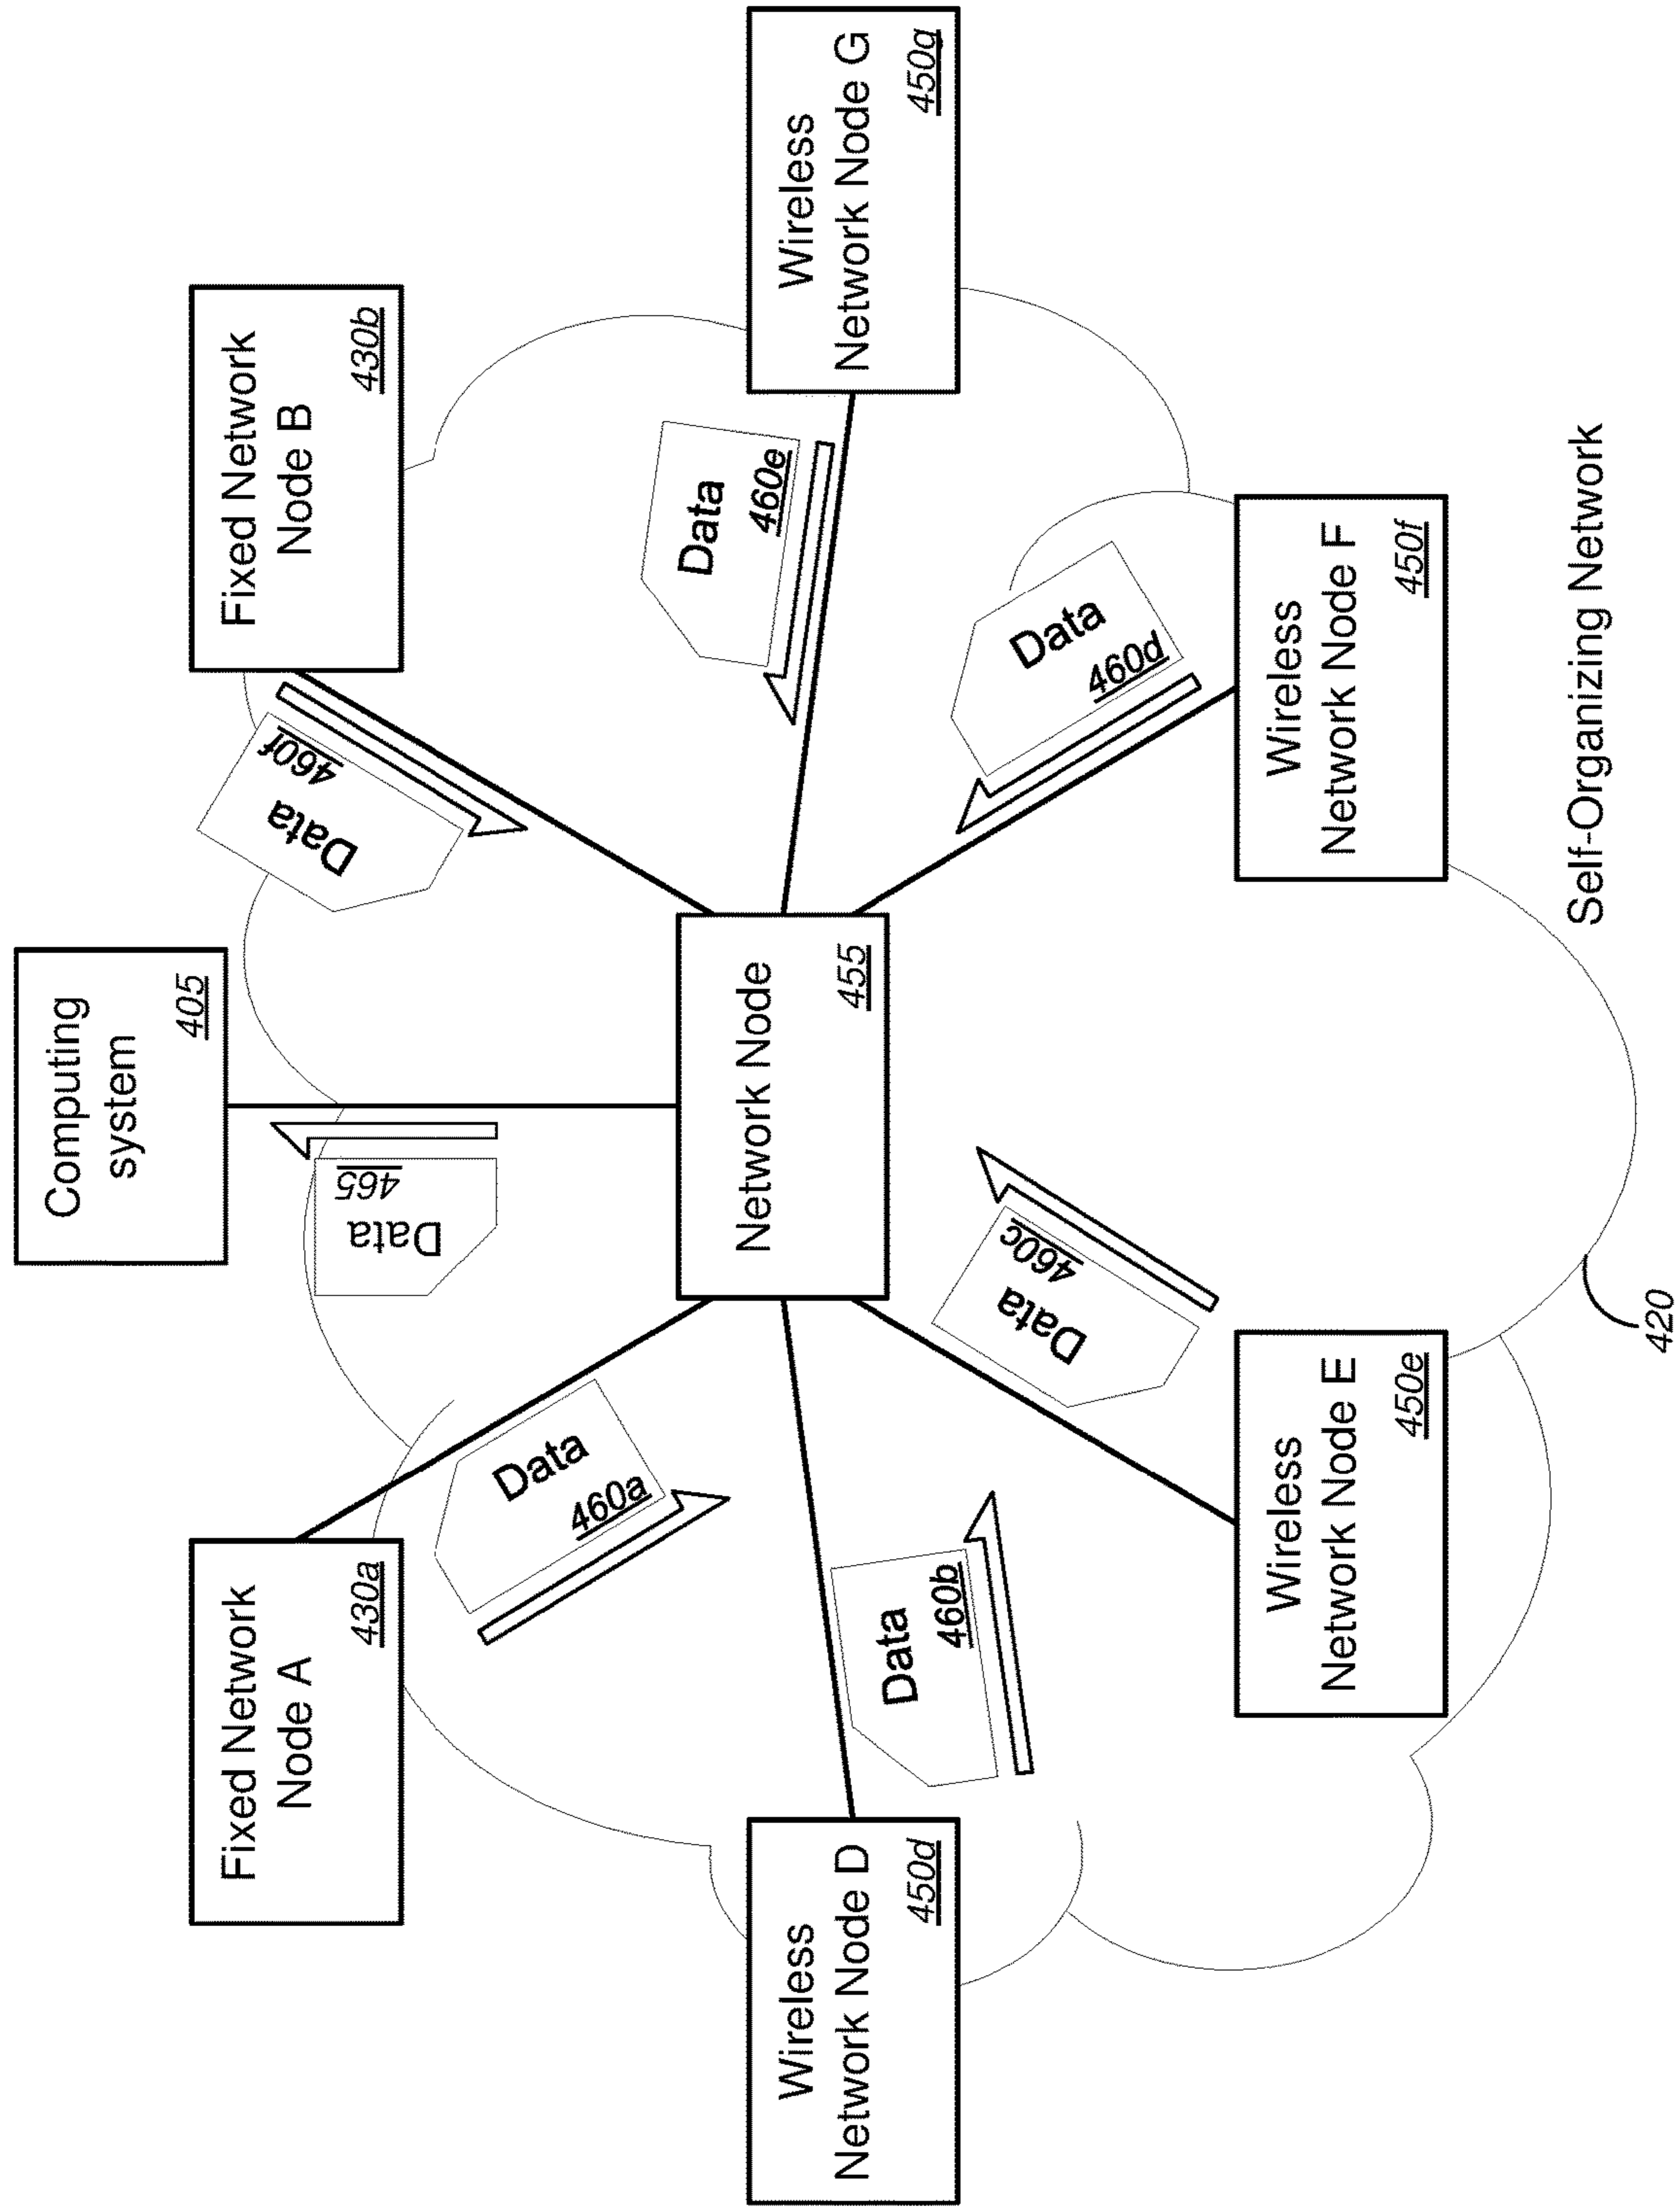 Computing
system
405
Fixed Network
Node A
430a
Fixed Network
Node B
430b
Data
465
Data
460f
Data
460a
Data
460e
Wireless
Network Node D
450d
Network Node
455
Wireless
Network Node G
450g
Data
460b
Data
460c
Data
460d
Wireless
Network Node E
450e
Wireless
Network Node F
450f
420
Self-Organizing Network